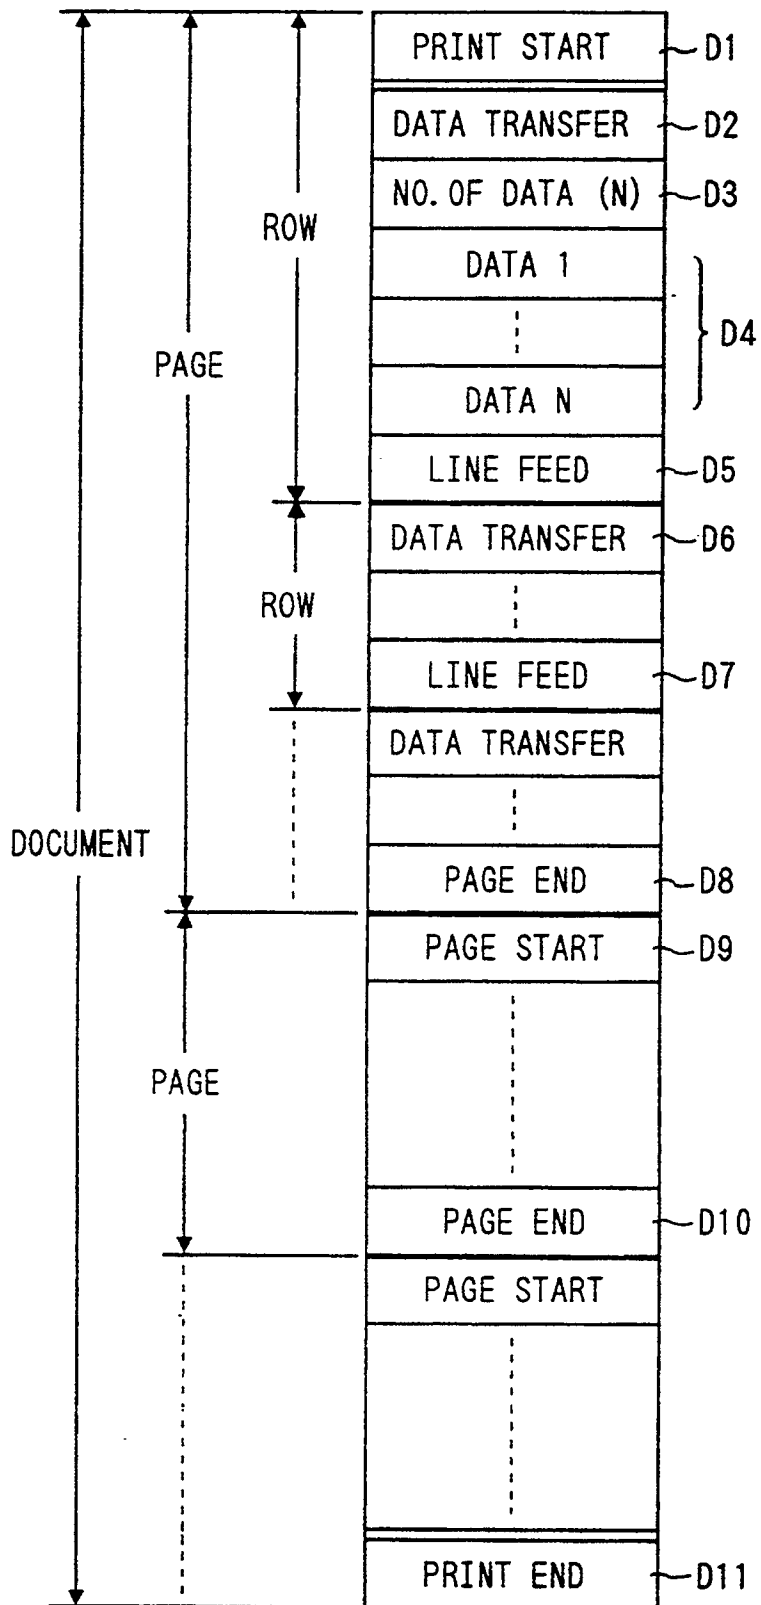 PRINT START D1
DATA TRANSFER D2
NO. OF DATA (N) D3
ROW
DATA 1
D4
PAGE
DATA N
LINE FEED D5
DATA TRANSFER D6
ROW
LINE FEED D7
DATA TRANSFER
DOCUMENT
PAGE END D8
PAGE START D9
PAGE
PAGE END D10
PAGE START
PRINT END D11